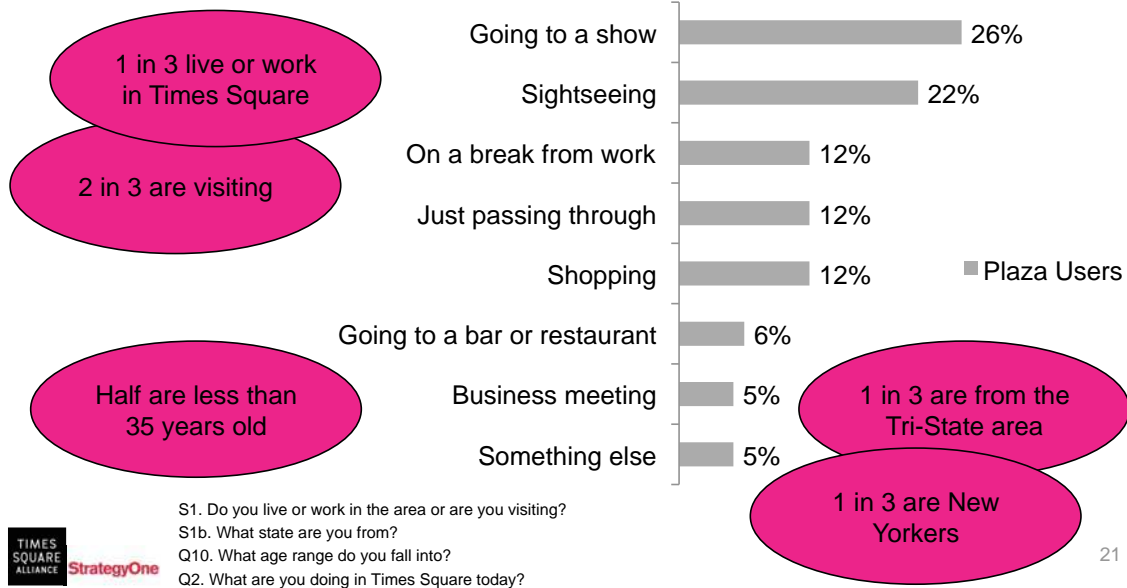 1 in 3 live or work
in Times Square
2 in 3 are visiting
Half are less than
35 years old
Going to a show
26%
Sightseeing
22%
On a break from work
12%
Just passing through
12%
Shopping
12%
Going to a bar or restaurant
6%
Business meeting
5%
Something else
5%
Plaza Users
1 in 3 are from the
Tri-State area
1 in 3 are New
Yorkers
S1. Do you live or work in the area or are you visiting?
S1b. What state are you from?
Q10. What age range do you fall into?
Q2. What are you doing in Times Square today?
TIMES
SQUARE
ALLIANCE
StrategyOne
21